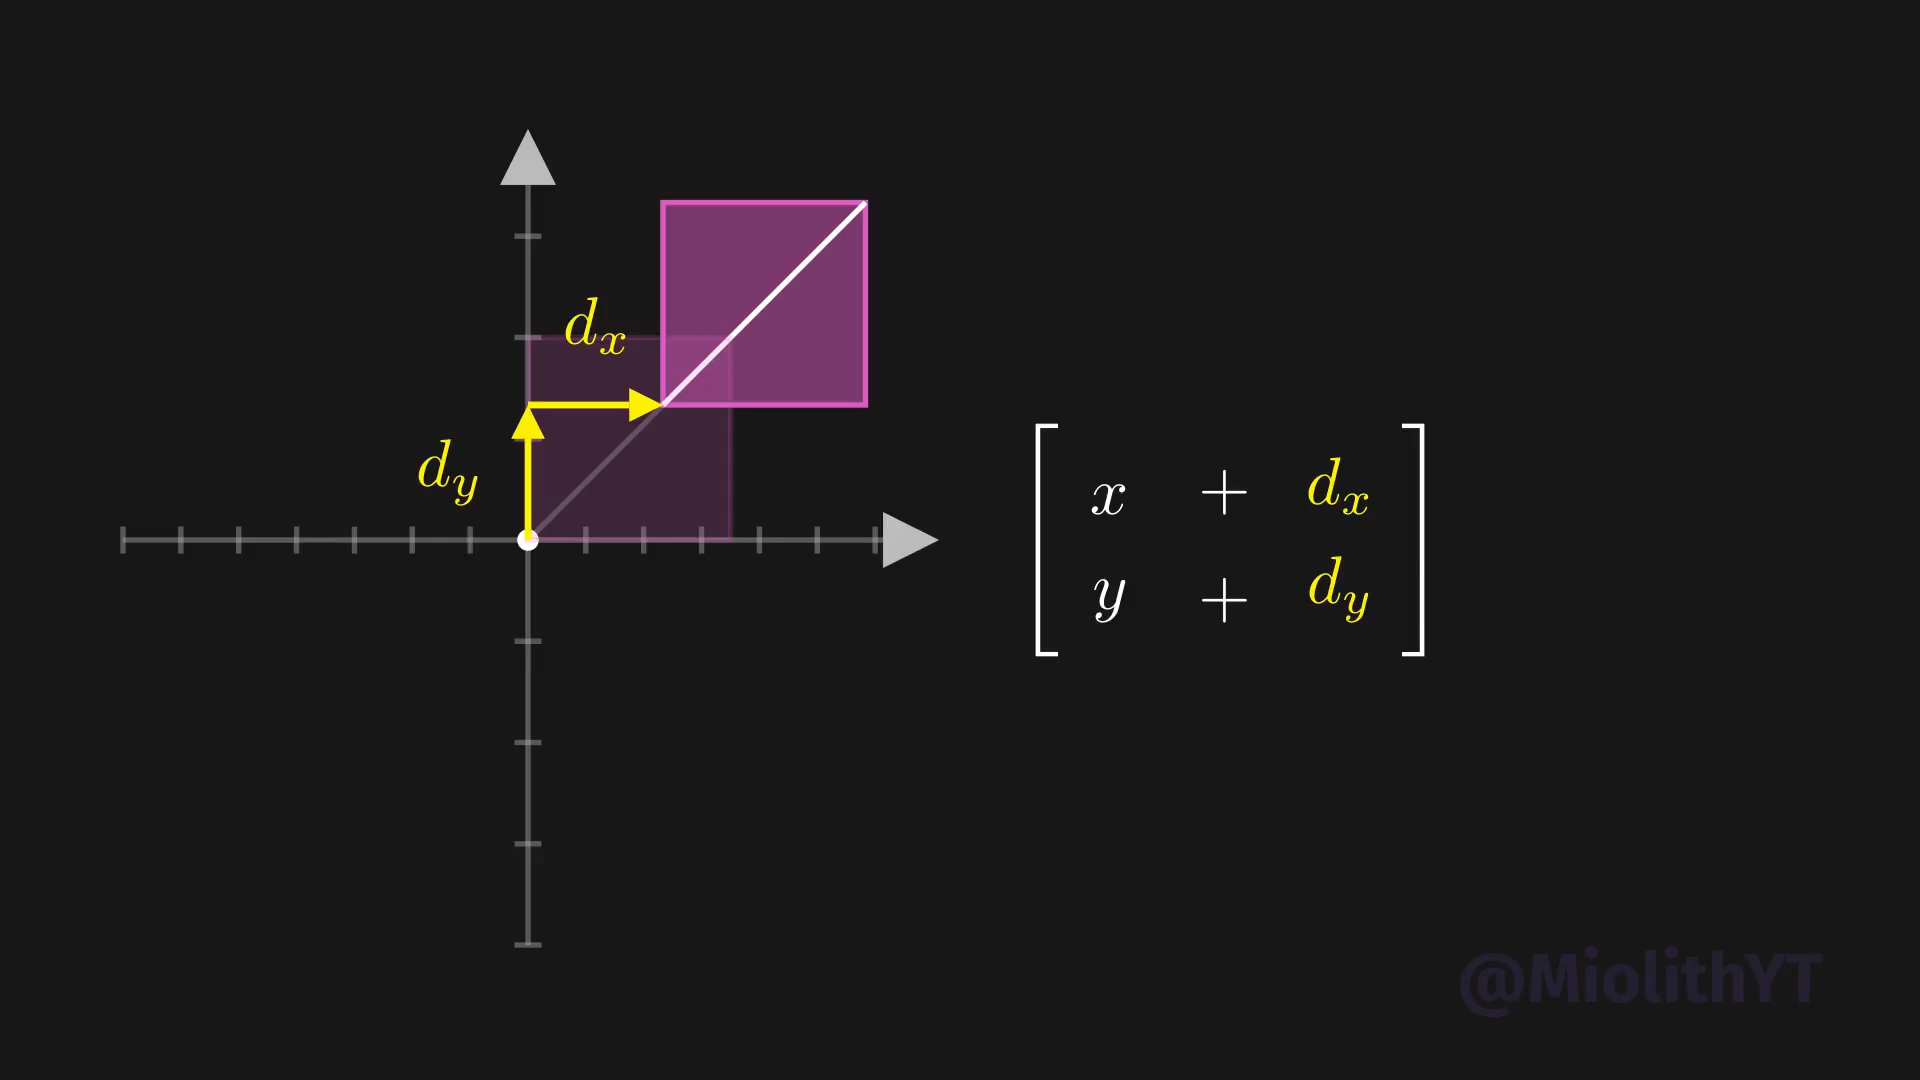 d_x
d_y
x + d_x
y + d_y
@MiolithYT